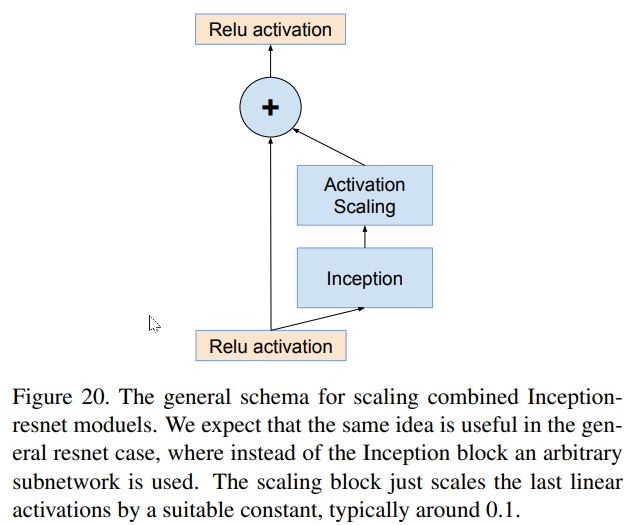 Relu activation
+
Activation
Scaling
Inception
Relu activation
Figure 20. The general schema for scaling combined Inception-
resnet moduels. We expect that the same idea is useful in the gen-
eral resnet case, where instead of the Inception block an arbitrary
subnetwork is used. The scaling block just scales the last linear
activations by a suitable constant, typically around 0.1.